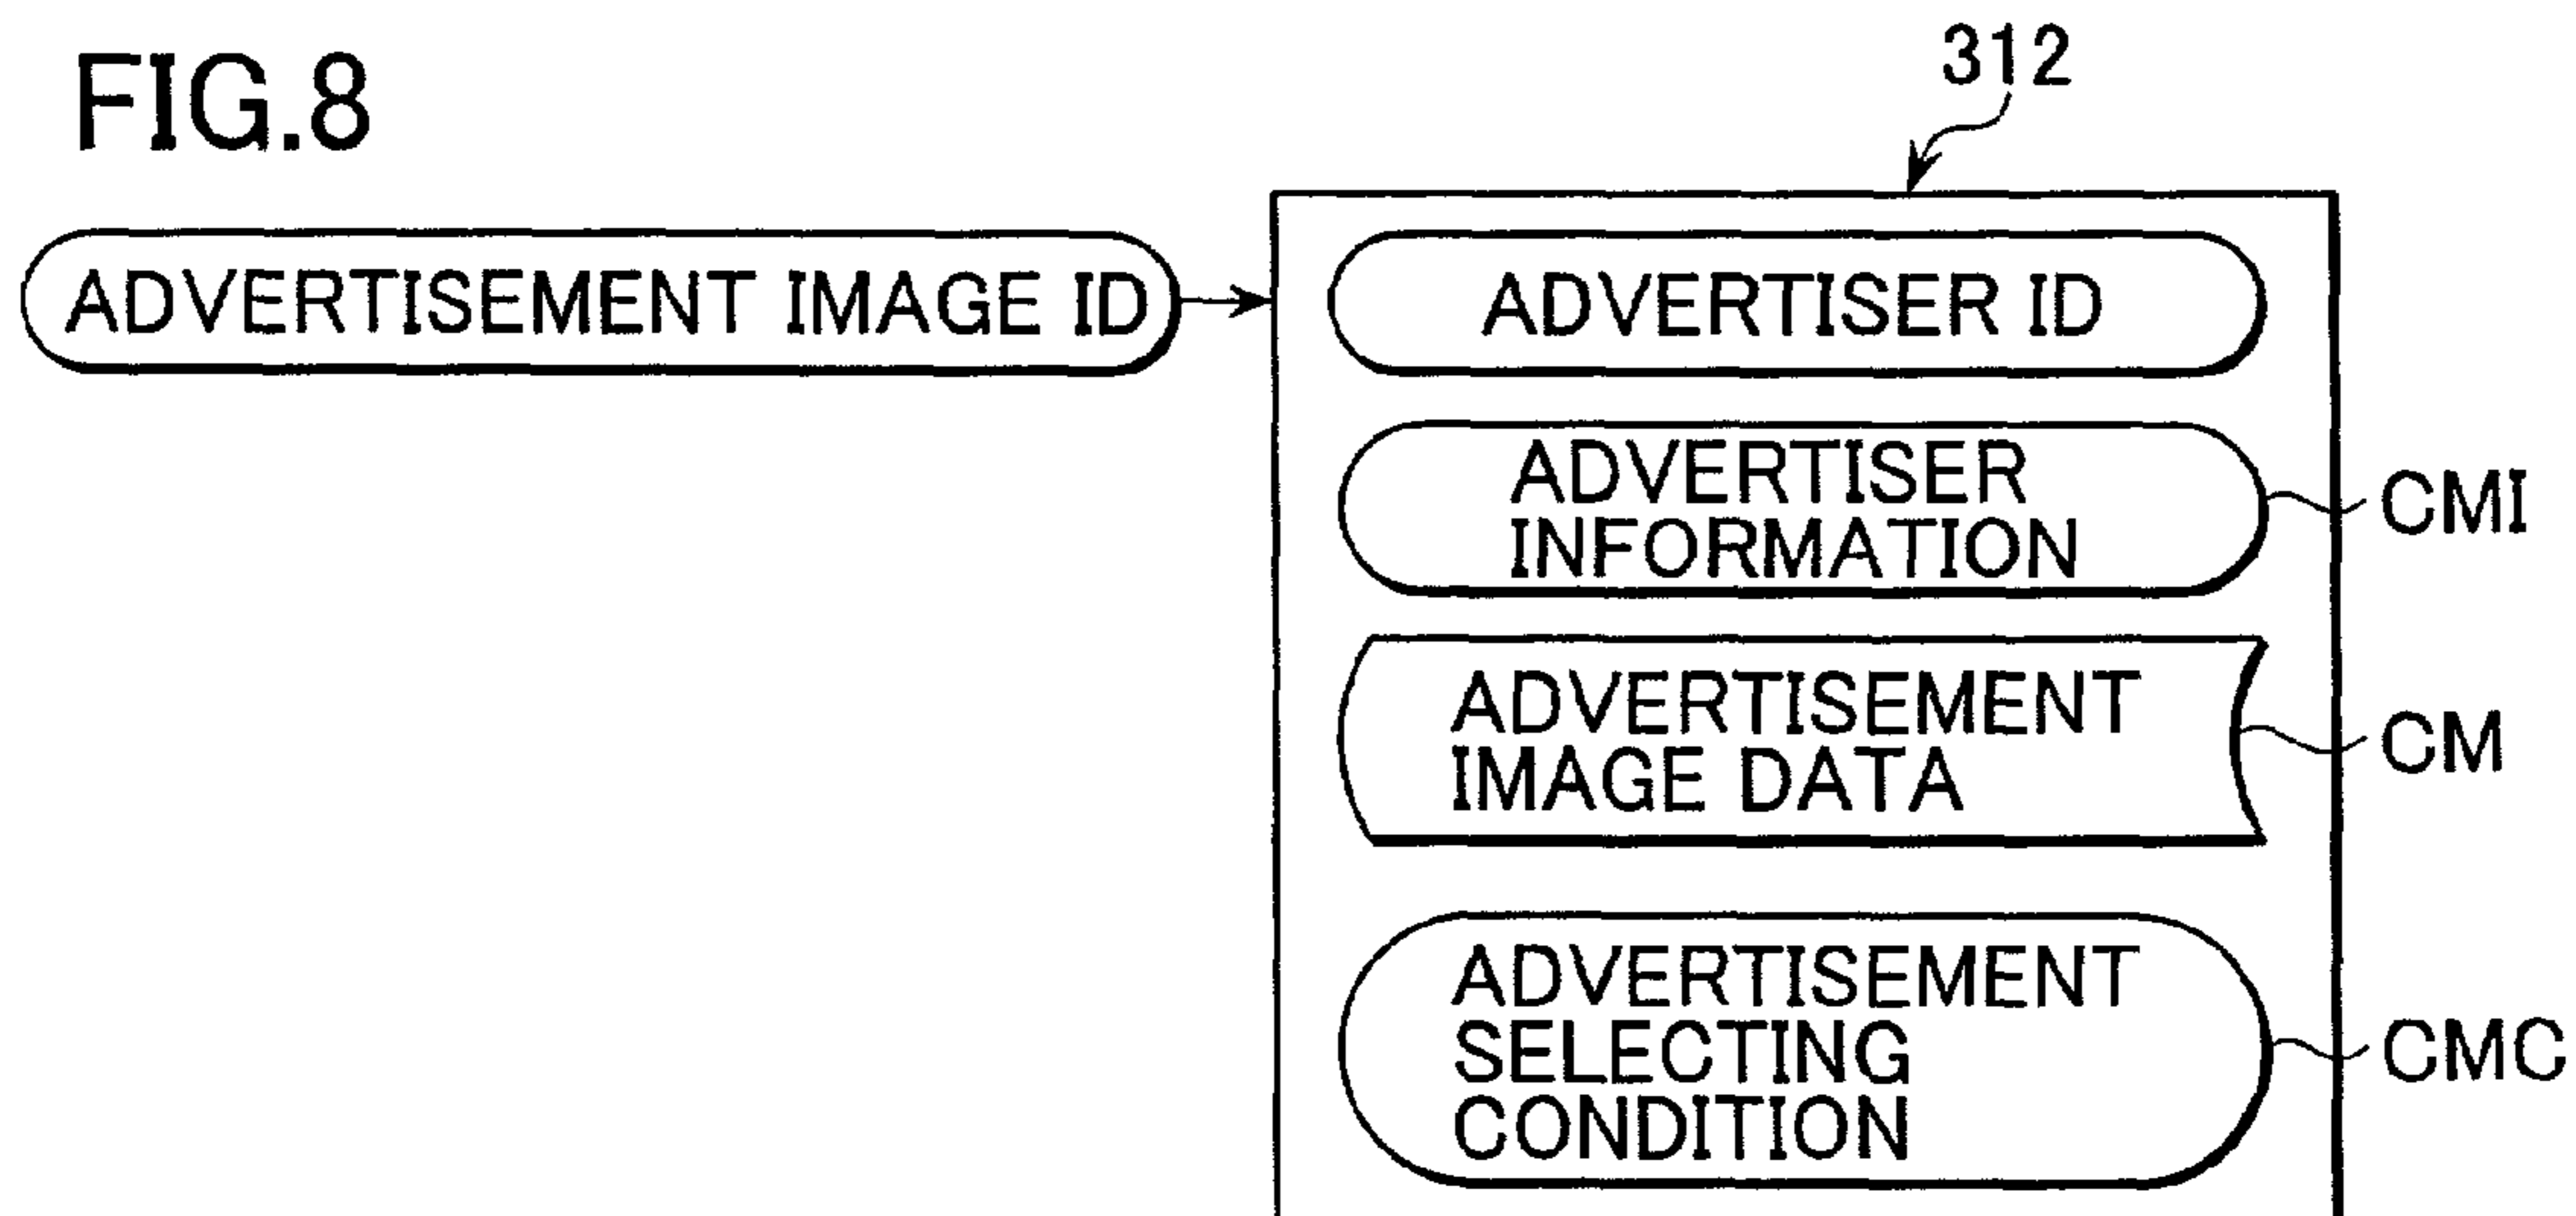 FIG.8
312
ADVERTISEMENT IMAGE ID
ADVERTISER ID
ADVERTISER
INFORMATION
CMI
ADVERTISEMENT
IMAGE DATA
CM
ADVERTISEMENT
SELECTING
CONDITION
CMC